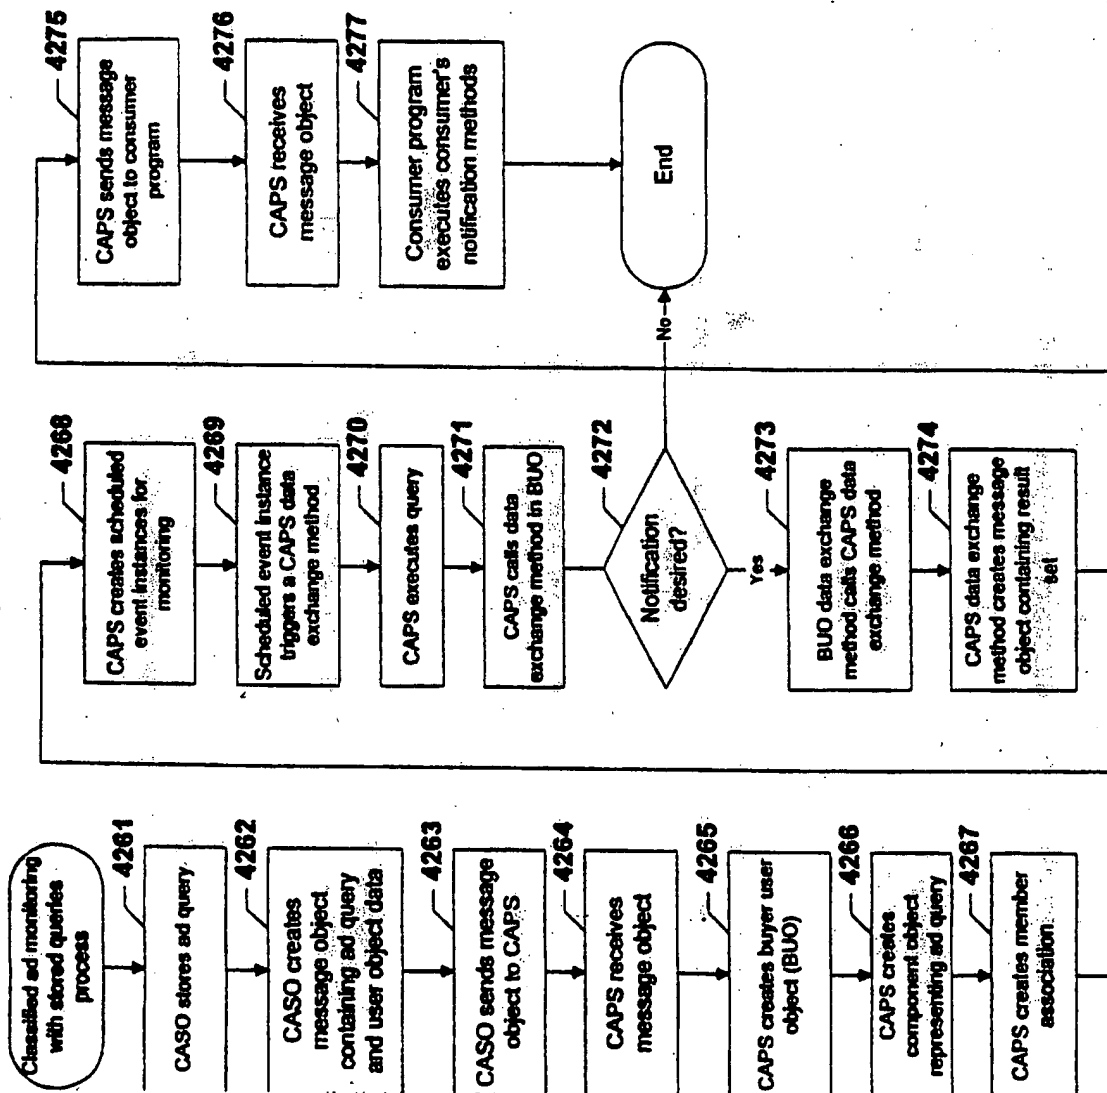 Classified ad monitoring
with stored queries
process
4261
CASO stores ad query
4262
CASO creates
message object
containing ad query
and user object data
4263
CASO sends message
object to CAPS
4264
CAPS receives
message object
4265
CAPS creates buyer user
object (BUO)
4266
CAPS creates
component object
representing ad query
4267
CAPS creates member
association
4268
CAPS creates scheduled
event instances for
monitoring
4269
Scheduled event instance
triggers a CAPS data
exchange method
4270
CAPS executes query
4271
CAPS calls data
exchange method in BUO
4272
Notification
desired?
No
Yes
4273
BUO data exchange
method calls CAPS data
exchange method
4274
CAPS data exchange
method creates message
object containing result
set
4275
CAPS sends message
object to consumer
program
4276
CAPS receives
message object
4277
Consumer program
executes consumer's
notification methods
End